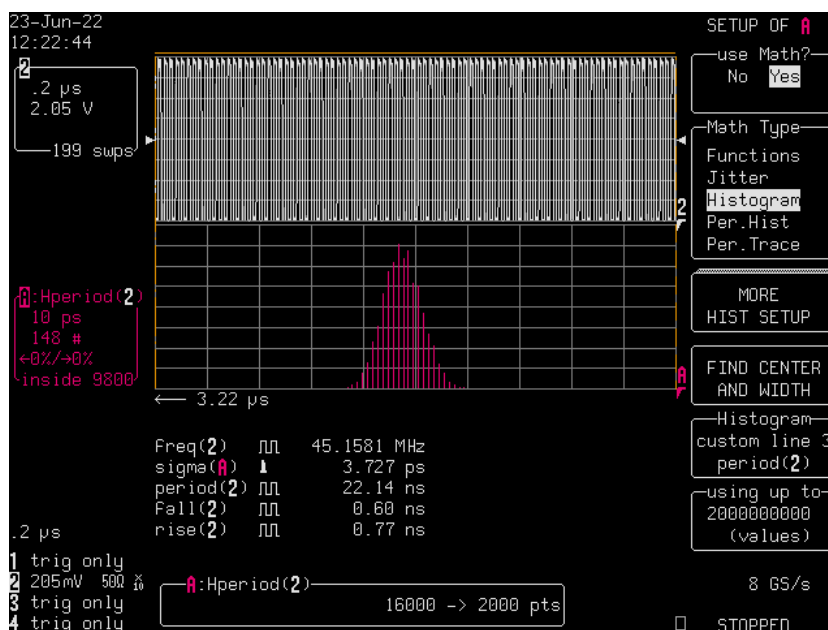 23-Jun-22
12:22:44
SETUP OF A
2
.2 µs
2.05 V
199 swps
use Math?
No Yes
Math Type
Functions
Jitter
Histogram
Per.Hist
Per.Trace
2
A:Hperiod(2)
10 ps
148 #
←0%/→0%
inside 9800
MORE
HIST SETUP
A
FIND CENTER
AND WIDTH
← 3.22 µs
Histogram
custom line 3
period(2)
Freq(2) 45.1581 MHz
sigma(A) 3.727 ps
period(2) 22.14 ns
Fall(2) 0.60 ns
rise(2) 0.77 ns
using up to
2000000000
(values)
.2 µs
1 trig only
2 205mV 50Ω X10
3 trig only
4 trig only
A:Hperiod(2)
16000 -> 2000 pts
8 GS/s
STOPPED